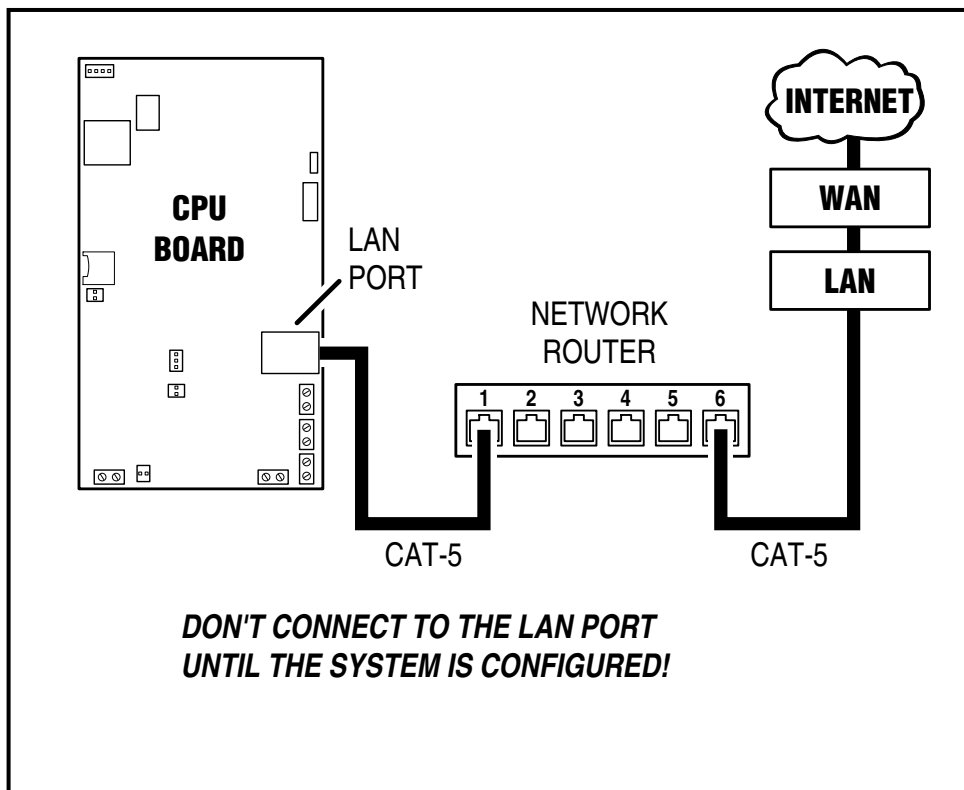 INTERNET
WAN
LAN
CPU
BOARD
LAN
PORT
NETWORK
ROUTER
1 2 3 4 5 6
CAT-5
CAT-5
DON'T CONNECT TO THE LAN PORT
UNTIL THE SYSTEM IS CONFIGURED!